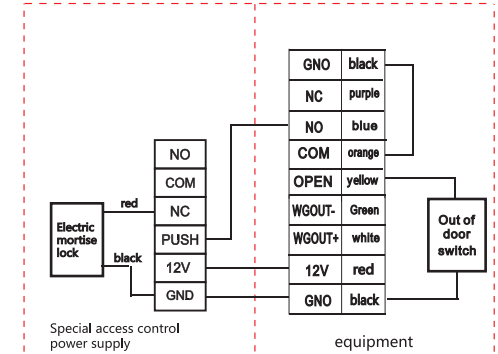 GNO black
NC purple
NO blue
COM orange
OPEN yellow
WGOUT- Green
WGOUT+ white
12V red
GNO black
NO
COM
NC
PUSH
12V
GND
red
black
Electric
mortise
lock
Out of
door
switch
Special access control
power supply
equipment